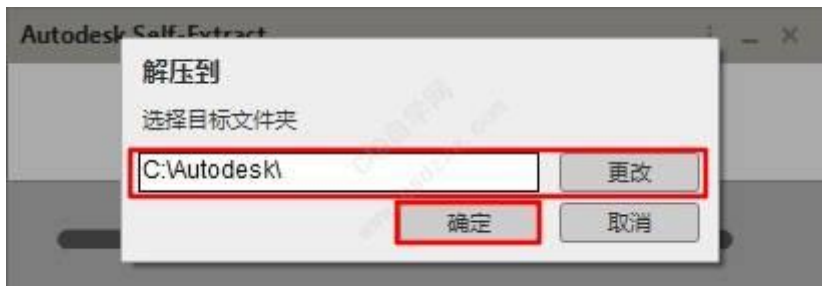 Autodesk Self-Extract
解压到
选择目标文件夹
C:\Autodesk\
更改
确定
取消